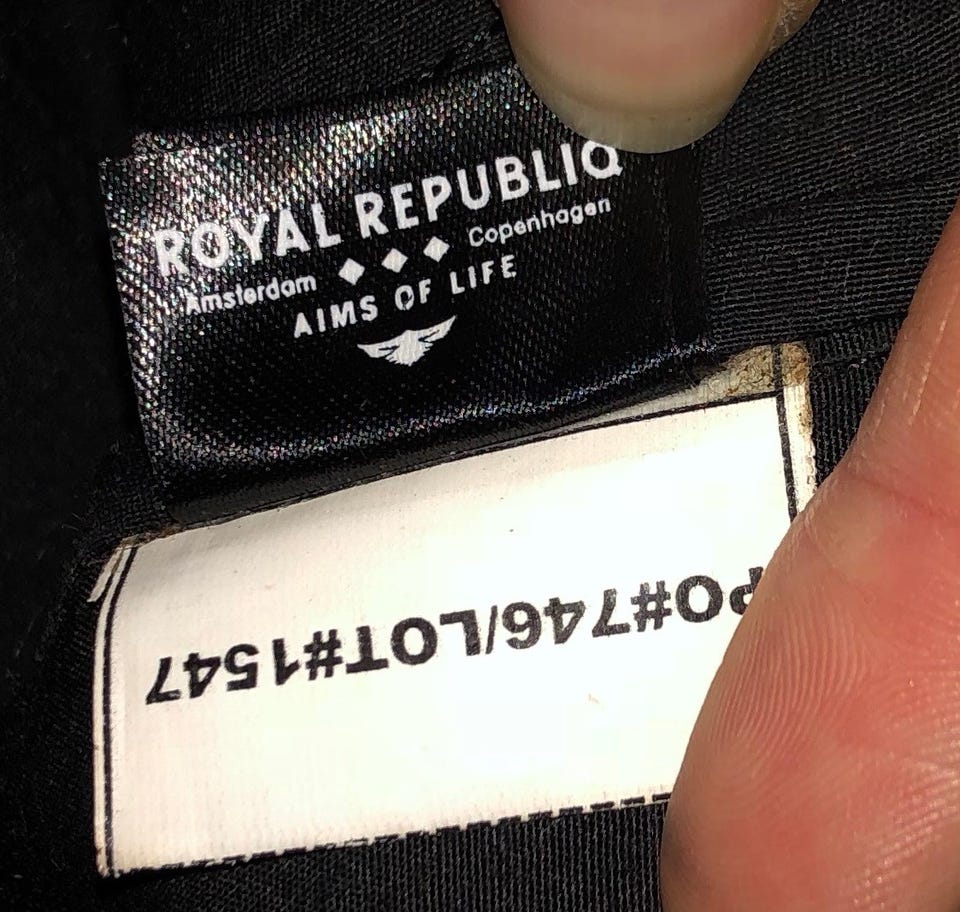 ROYAL REPUBLIQ
Amsterdam Copenhagen
AIMS OF LIFE
PO#746/LOT#1547